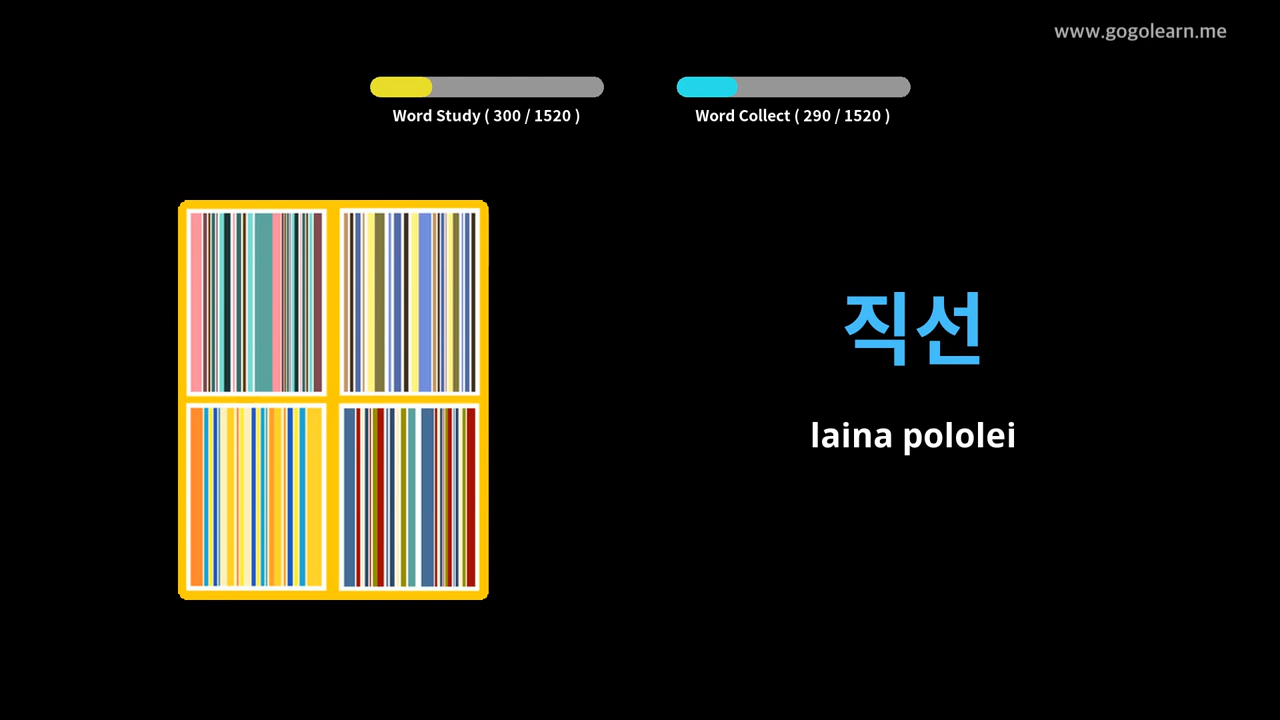 www.gogolearn.me
Word Study ( 300 / 1520 )
Word Collect ( 290 / 1520 )
직선
laina pololei